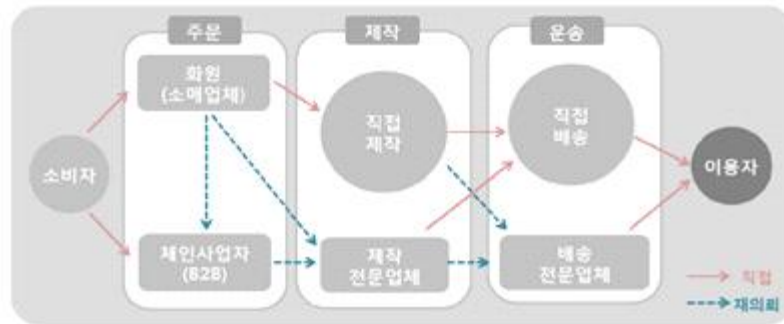 주문
제작
운송
화원
(소매업체)
직접
제작
직접
배송
소비자
이용자
체인사업자
(B2B)
제작
전문업체
배송
전문업체
직접
재의뢰